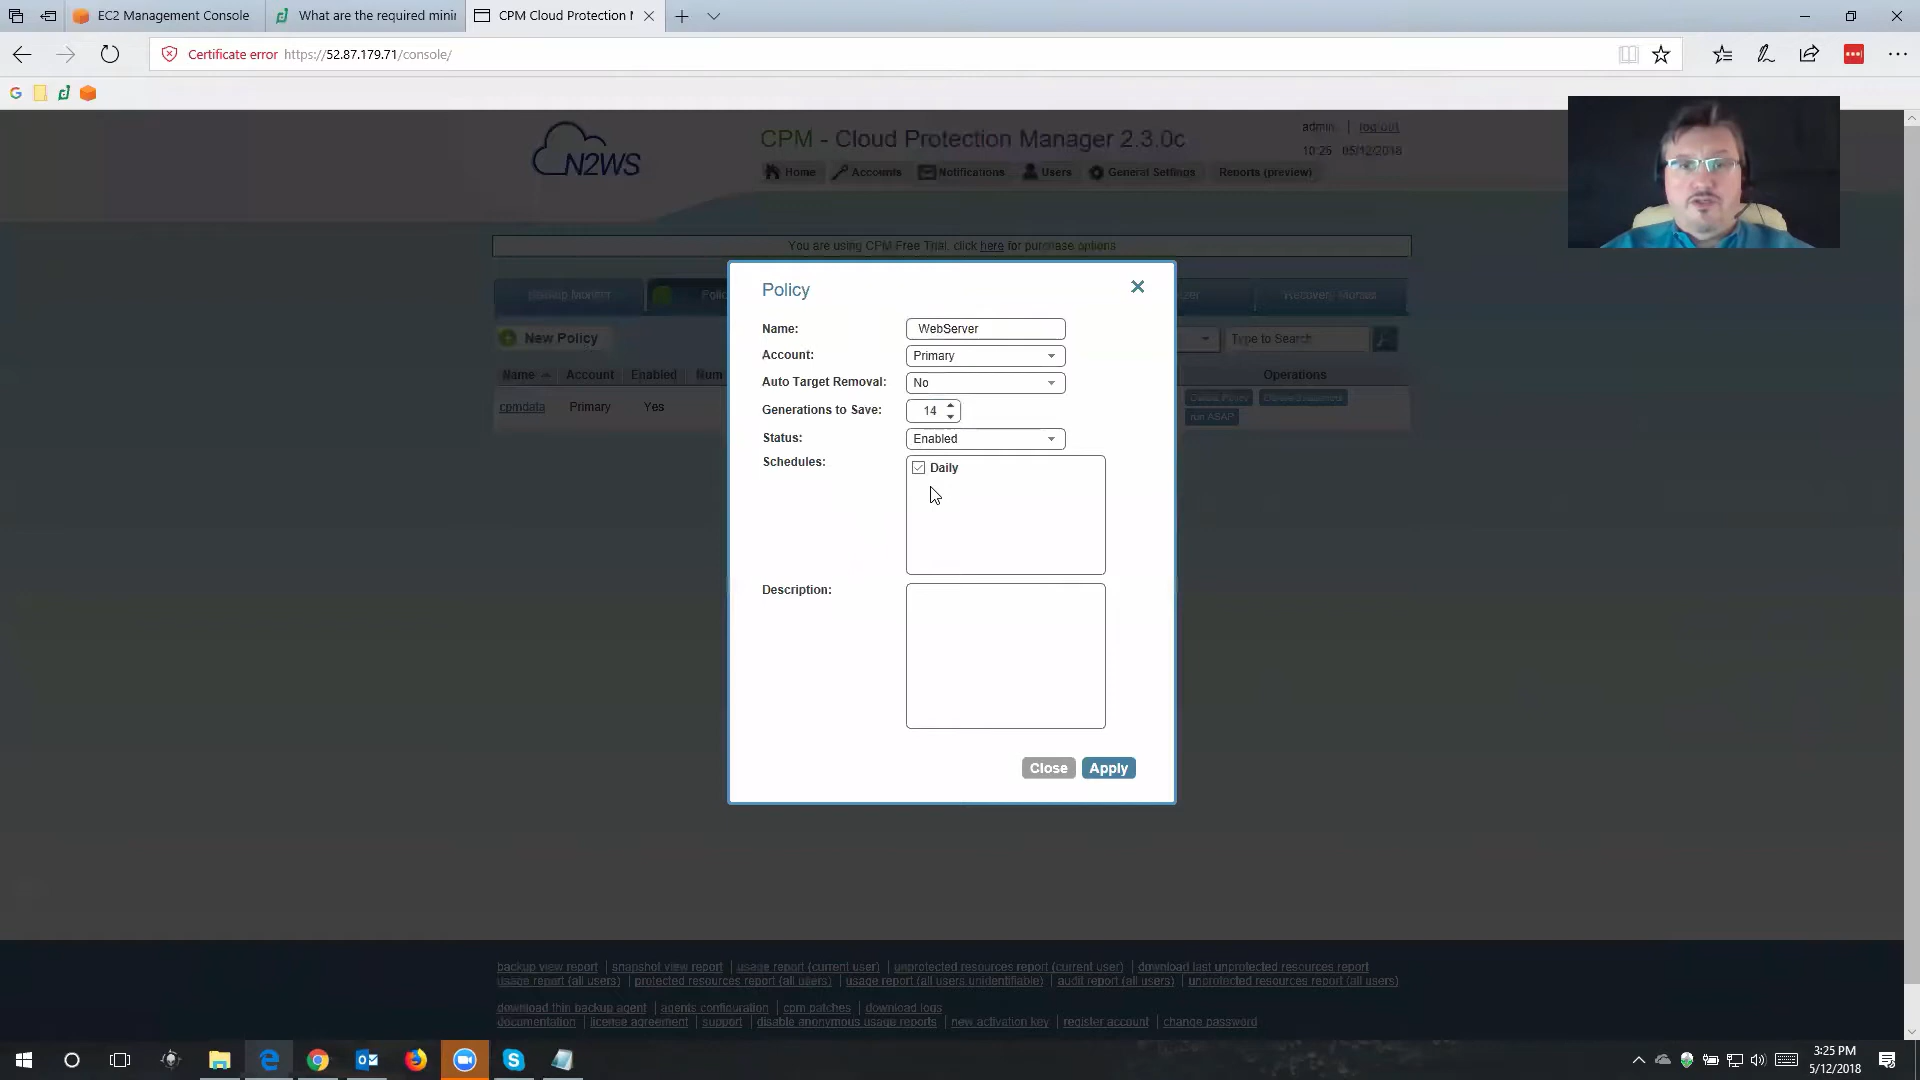 EC2 Management Console
What are the required mini
CPM Cloud Protection M
Certificate error https://52.87.179.71/console/
N2WS
CPM - Cloud Protection Manager 2.3.0c
admin | log out
10:25 05/12/2018
Home
Accounts
Notifications
Users
General Settings
Reports (preview)
You are using CPM Free Trial, click here for purchase options
Backup Monitor
Polic
Recovery Monitor
New Policy
Type to Search
Name
Account
Enabled
Num
Operations
cpmdata
Primary
Yes
run ASAP
Policy
Name: WebServer
Account: Primary
Auto Target Removal: No
Generations to Save: 14
Status: Enabled
Schedules: Daily
Description:
Close Apply
backup view report | snapshot view report | usage report (current user) | unprotected resources report (current user) | download last unprotected resources report
usage report (all users) | protected resources report (all users) | usage report (all users unidentifiable) | audit report (all users) | unprotected resources report (all users)
download thin backup agent | agents configuration | cpm patches | download logs
documentation | license agreement | support | disable anonymous usage reports | new activation key | register account | change password
3:25 PM
5/12/2018